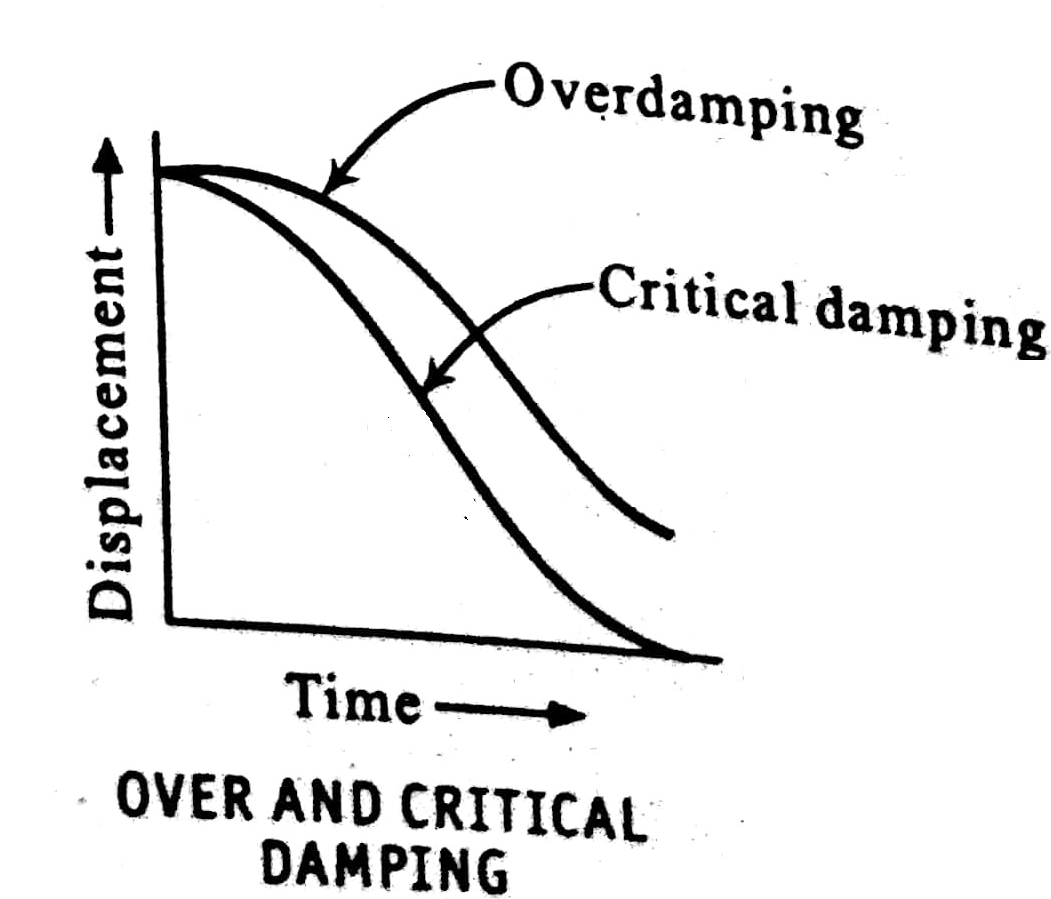 Overdamping
Critical damping
Displacement
Time
OVER AND CRITICAL
DAMPING